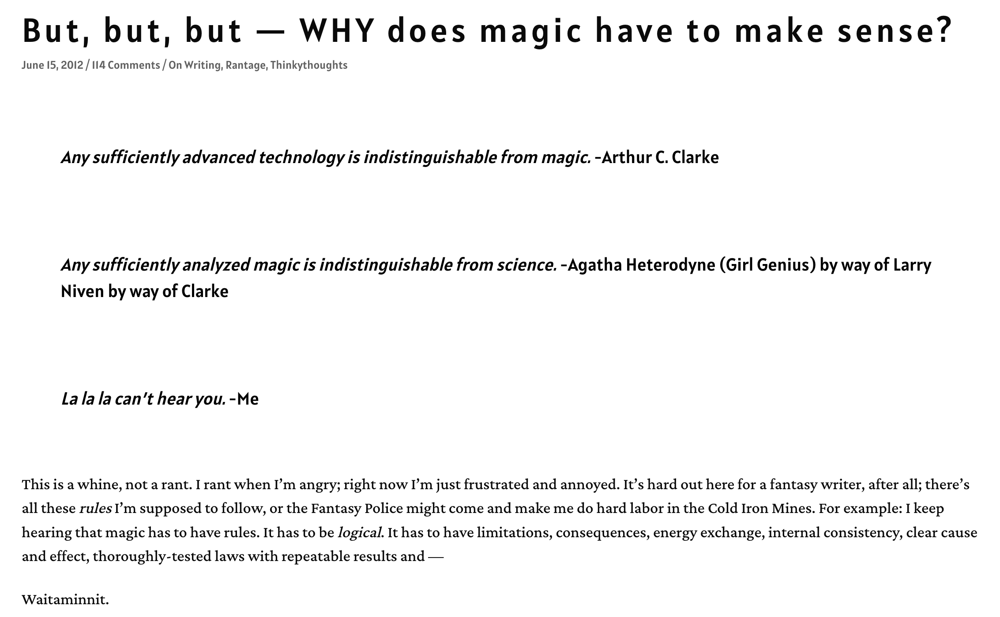 But, but, but — WHY does magic have to make sense?
June 15, 2012 / 114 Comments / On Writing, Rantage, Thinkythoughts
Any sufficiently advanced technology is indistinguishable from magic. –Arthur C. Clarke
Any sufficiently analyzed magic is indistinguishable from science. –Agatha Heterodyne (Girl Genius) by way of Larry
Niven by way of Clarke
La la la can’t hear you. –Me
This is a whine, not a rant. I rant when I’m angry; right now I’m just frustrated and annoyed. It’s hard out here for a fantasy writer, after all; there’s
all these rules I’m supposed to follow, or the Fantasy Police might come and make me do hard labor in the Cold Iron Mines. For example: I keep
hearing that magic has to have rules. It has to be logical. It has to have limitations, consequences, energy exchange, internal consistency, clear cause
and effect, thoroughly-tested laws with repeatable results and —
Waitaminnit.